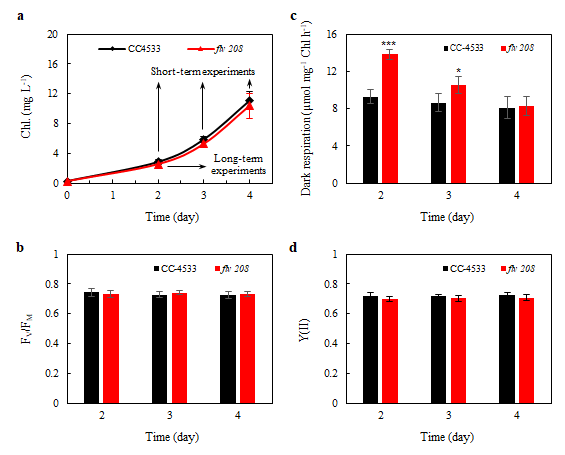 a
Chl. (mg L-1)
20
16
12
8
4
0
CC4533
flv 208
Short-term experiments
Long-term
experiments
0
1
2
3
4
Time (day)
c
Dark respiration (µmol mg-1 Chl h-1)
16
12
8
4
0
CC-4533
flv 208
***
*
2
3
4
Time (day)
b
FV/FM
1
0.8
0.6
0.4
0.2
0
CC-4533
flv 208
2
3
4
Time (day)
d
Y(II)
1
0.8
0.6
0.4
0.2
0
CC-4533
flv 208
2
3
4
Time (day)